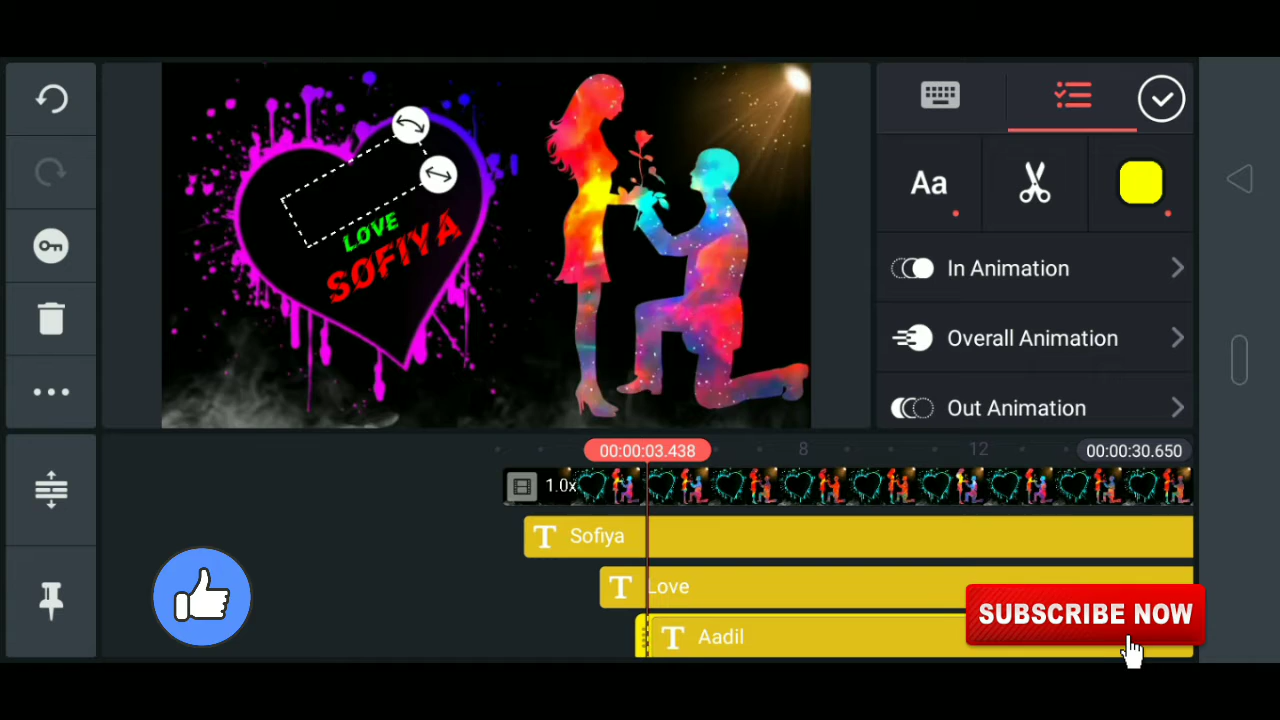 LOVE
SOFIYA
Aa
In Animation
Overall Animation
Out Animation
00:00:03.438
8
12
00:00:30.650
1.0x
T Sofiya
T Love
T Aadil
SUBSCRIBE NOW